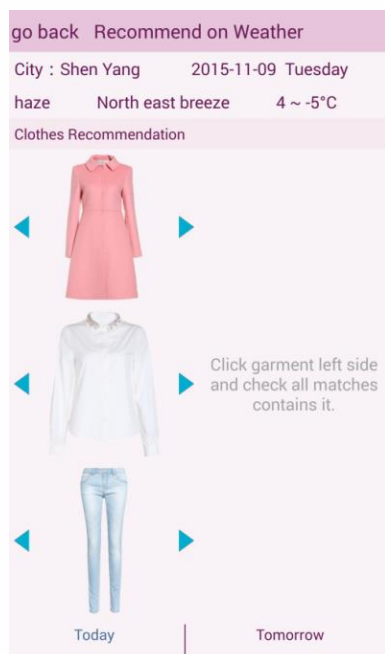 go back Recommend on Weather
City：Shen Yang 2015-11-09 Tuesday
haze North east breeze 4 ~ -5°C
Clothes Recommendation
Click garment left side
and check all matches
contains it.
Today Tomorrow